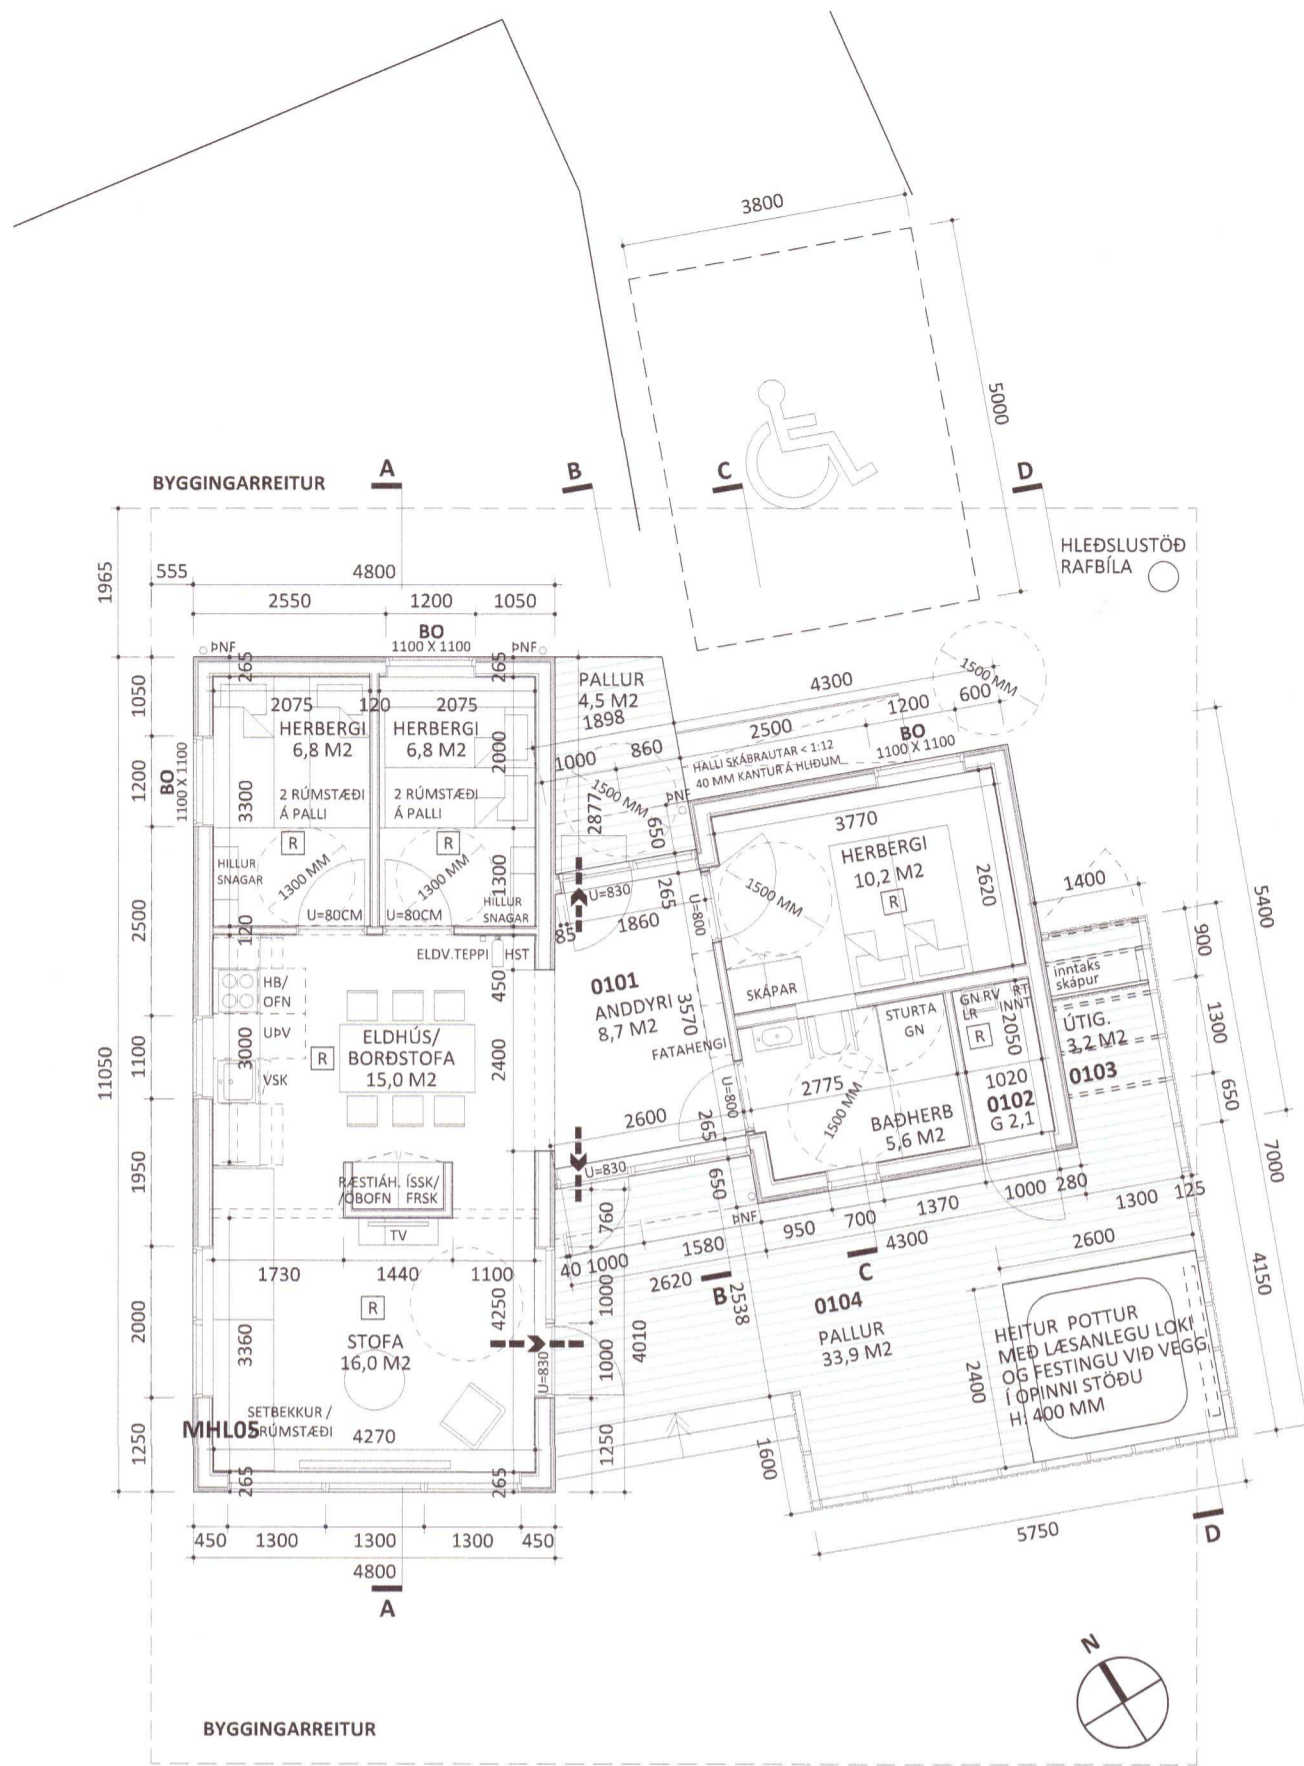 3800
5000
A
B
C
D
BYGGINGARREITUR
HLEÐSLUSTÖÐ
RAFBÍLA
1965
555
4800
2550
1200
1050
BO
1100 X 1100
ÞNF
ÞNF
265
265
PALLUR
4,5 M2
1898
4300
1500 MM
600
1200
2500
860
1000
BO
1100 X 1100
HALLI SKÁBRAUTAR < 1:12
40 MM KANTUR Á HLIÐUM
1050
1200
BO
1100 X 1100
2500
1100
1950
2000
1250
11050
2075
120
2075
HERBERGI
6,8 M2
HERBERGI
6,8 M2
2000
2 RÚMSTÆÐI
Á PALLI
2 RÚMSTÆÐI
Á PALLI
3300
R
R
HILLUR
SNAGAR
1300 MM
1300 MM
1300
HILLUR
SNAGAR
U=80CM
U=80CM
120
1500 MM
2877
ÞNF
650
U=830
265
U=800
85
1860
3770
HERBERGI
10,2 M2
R
2620
1500 MM
SKÁPAR
1400
5400
900
1300
650
7000
4150
inntaks
skápur
ÚTIG.
3,2 M2
0103
ELDV.TEPPI
HST
450
HB/
OFN
UÞV
VSK
3000
R
ELDHÚS/
BORÐSTOFA
15,0 M2
2400
0101
ANDDYRI
8,7 M2
3570
FATAHENGI
STURTA
GN
GN RV
LR
RT
INNT
R
2050
1020
0102
G 2,1
2775
1500 MM
BAÐHERB
5,6 M2
U=800
2600
265
U=830
650
ÞNF
RÆSTIÁH.
/ÖBOFN
ÍSSK/
FRSK
TV
760
950
700
1370
1000
280
1300
125
4300
2600
40
1000
1580
2620
B
C
2538
1730
1440
1100
4250
1000
1000
4010
R
STOFA
16,0 M2
3360
U=830
0104
PALLUR
33,9 M2
HEITUR POTTUR
MEÐ LÆSANLEGU LOKI
OG FESTINGU VIÐ VEGG
Í OPINNI STÖÐU
H: 400 MM
2400
MHL05
SETBEKKUR /
RÚMSTÆÐI
4270
265
265
1250
1600
5750
D
450
1300
1300
1300
450
4800
A
N
BYGGINGARREITUR